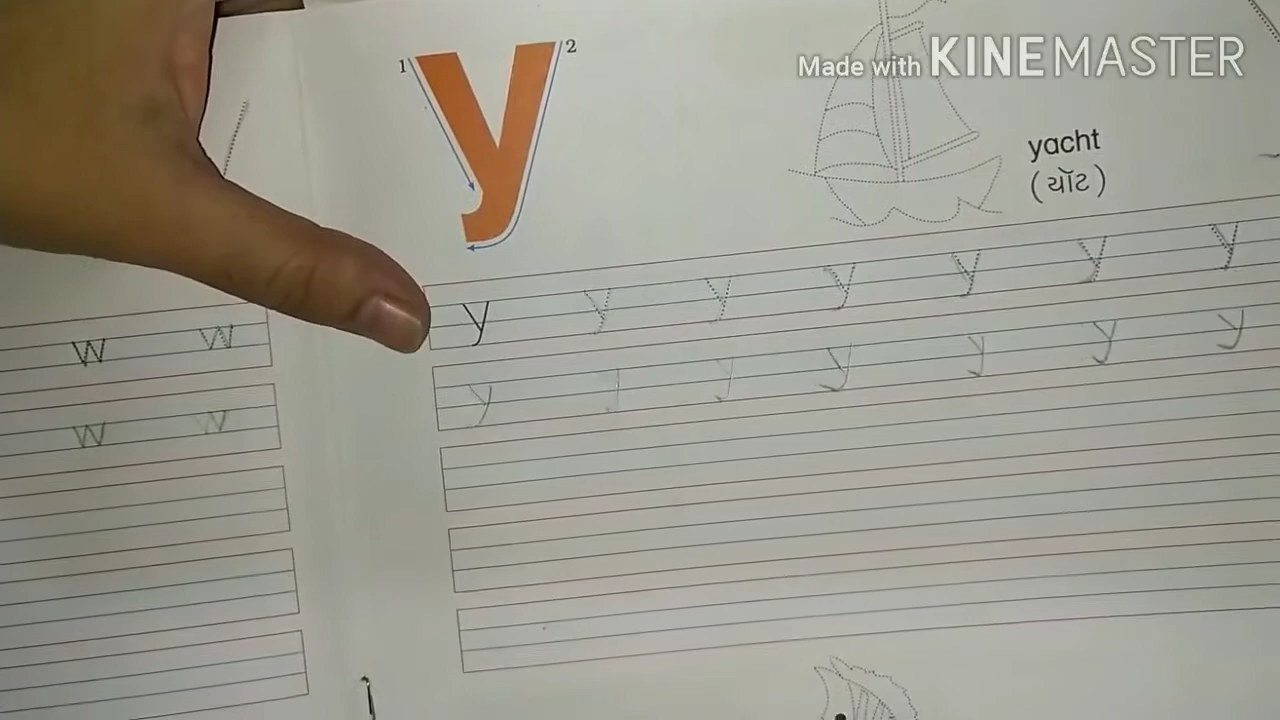 Made with KINEMASTER
1 y 2
yacht
(યૉટ)
y y y y y y y
y y y y y y y
w w
w w